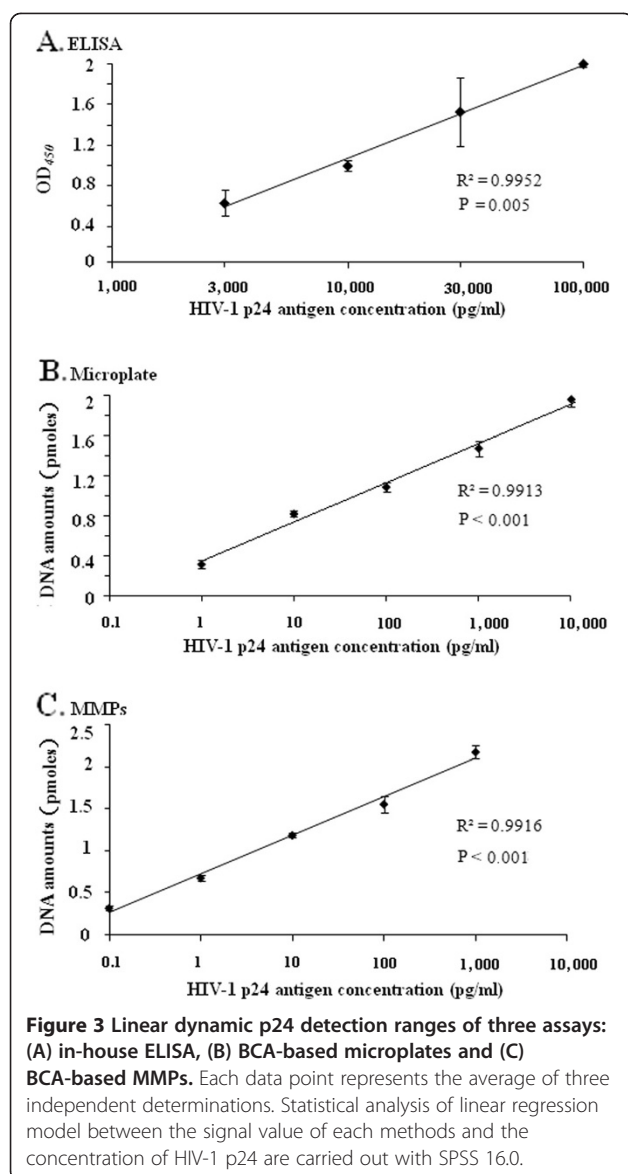 A. ELISA
2
1.6
1.2
0.8
0.4
0
OD450
R² = 0.9952
P = 0.005
1,000 3,000 10,000 30,000 100,000
HIV-1 p24 antigen concentration (pg/ml)
B. Microplate
2
1.6
1.2
0.8
0.4
0
DNA amounts (pmoles)
R² = 0.9913
P < 0.001
0.1 1 10 100 1,000 10,000
HIV-1 p24 antigen concentration (pg/ml)
C. MMPs
2.5
2
1.5
1
0.5
0
DNA amounts (pmoles)
R² = 0.9916
P < 0.001
0.1 1 10 100 1,000 10,000
HIV-1 p24 antigen concentration (pg/ml)
Figure 3 Linear dynamic p24 detection ranges of three assays:
(A) in-house ELISA, (B) BCA-based microplates and (C)
BCA-based MMPs. Each data point represents the average of three
independent determinations. Statistical analysis of linear regression
model between the signal value of each methods and the
concentration of HIV-1 p24 are carried out with SPSS 16.0.